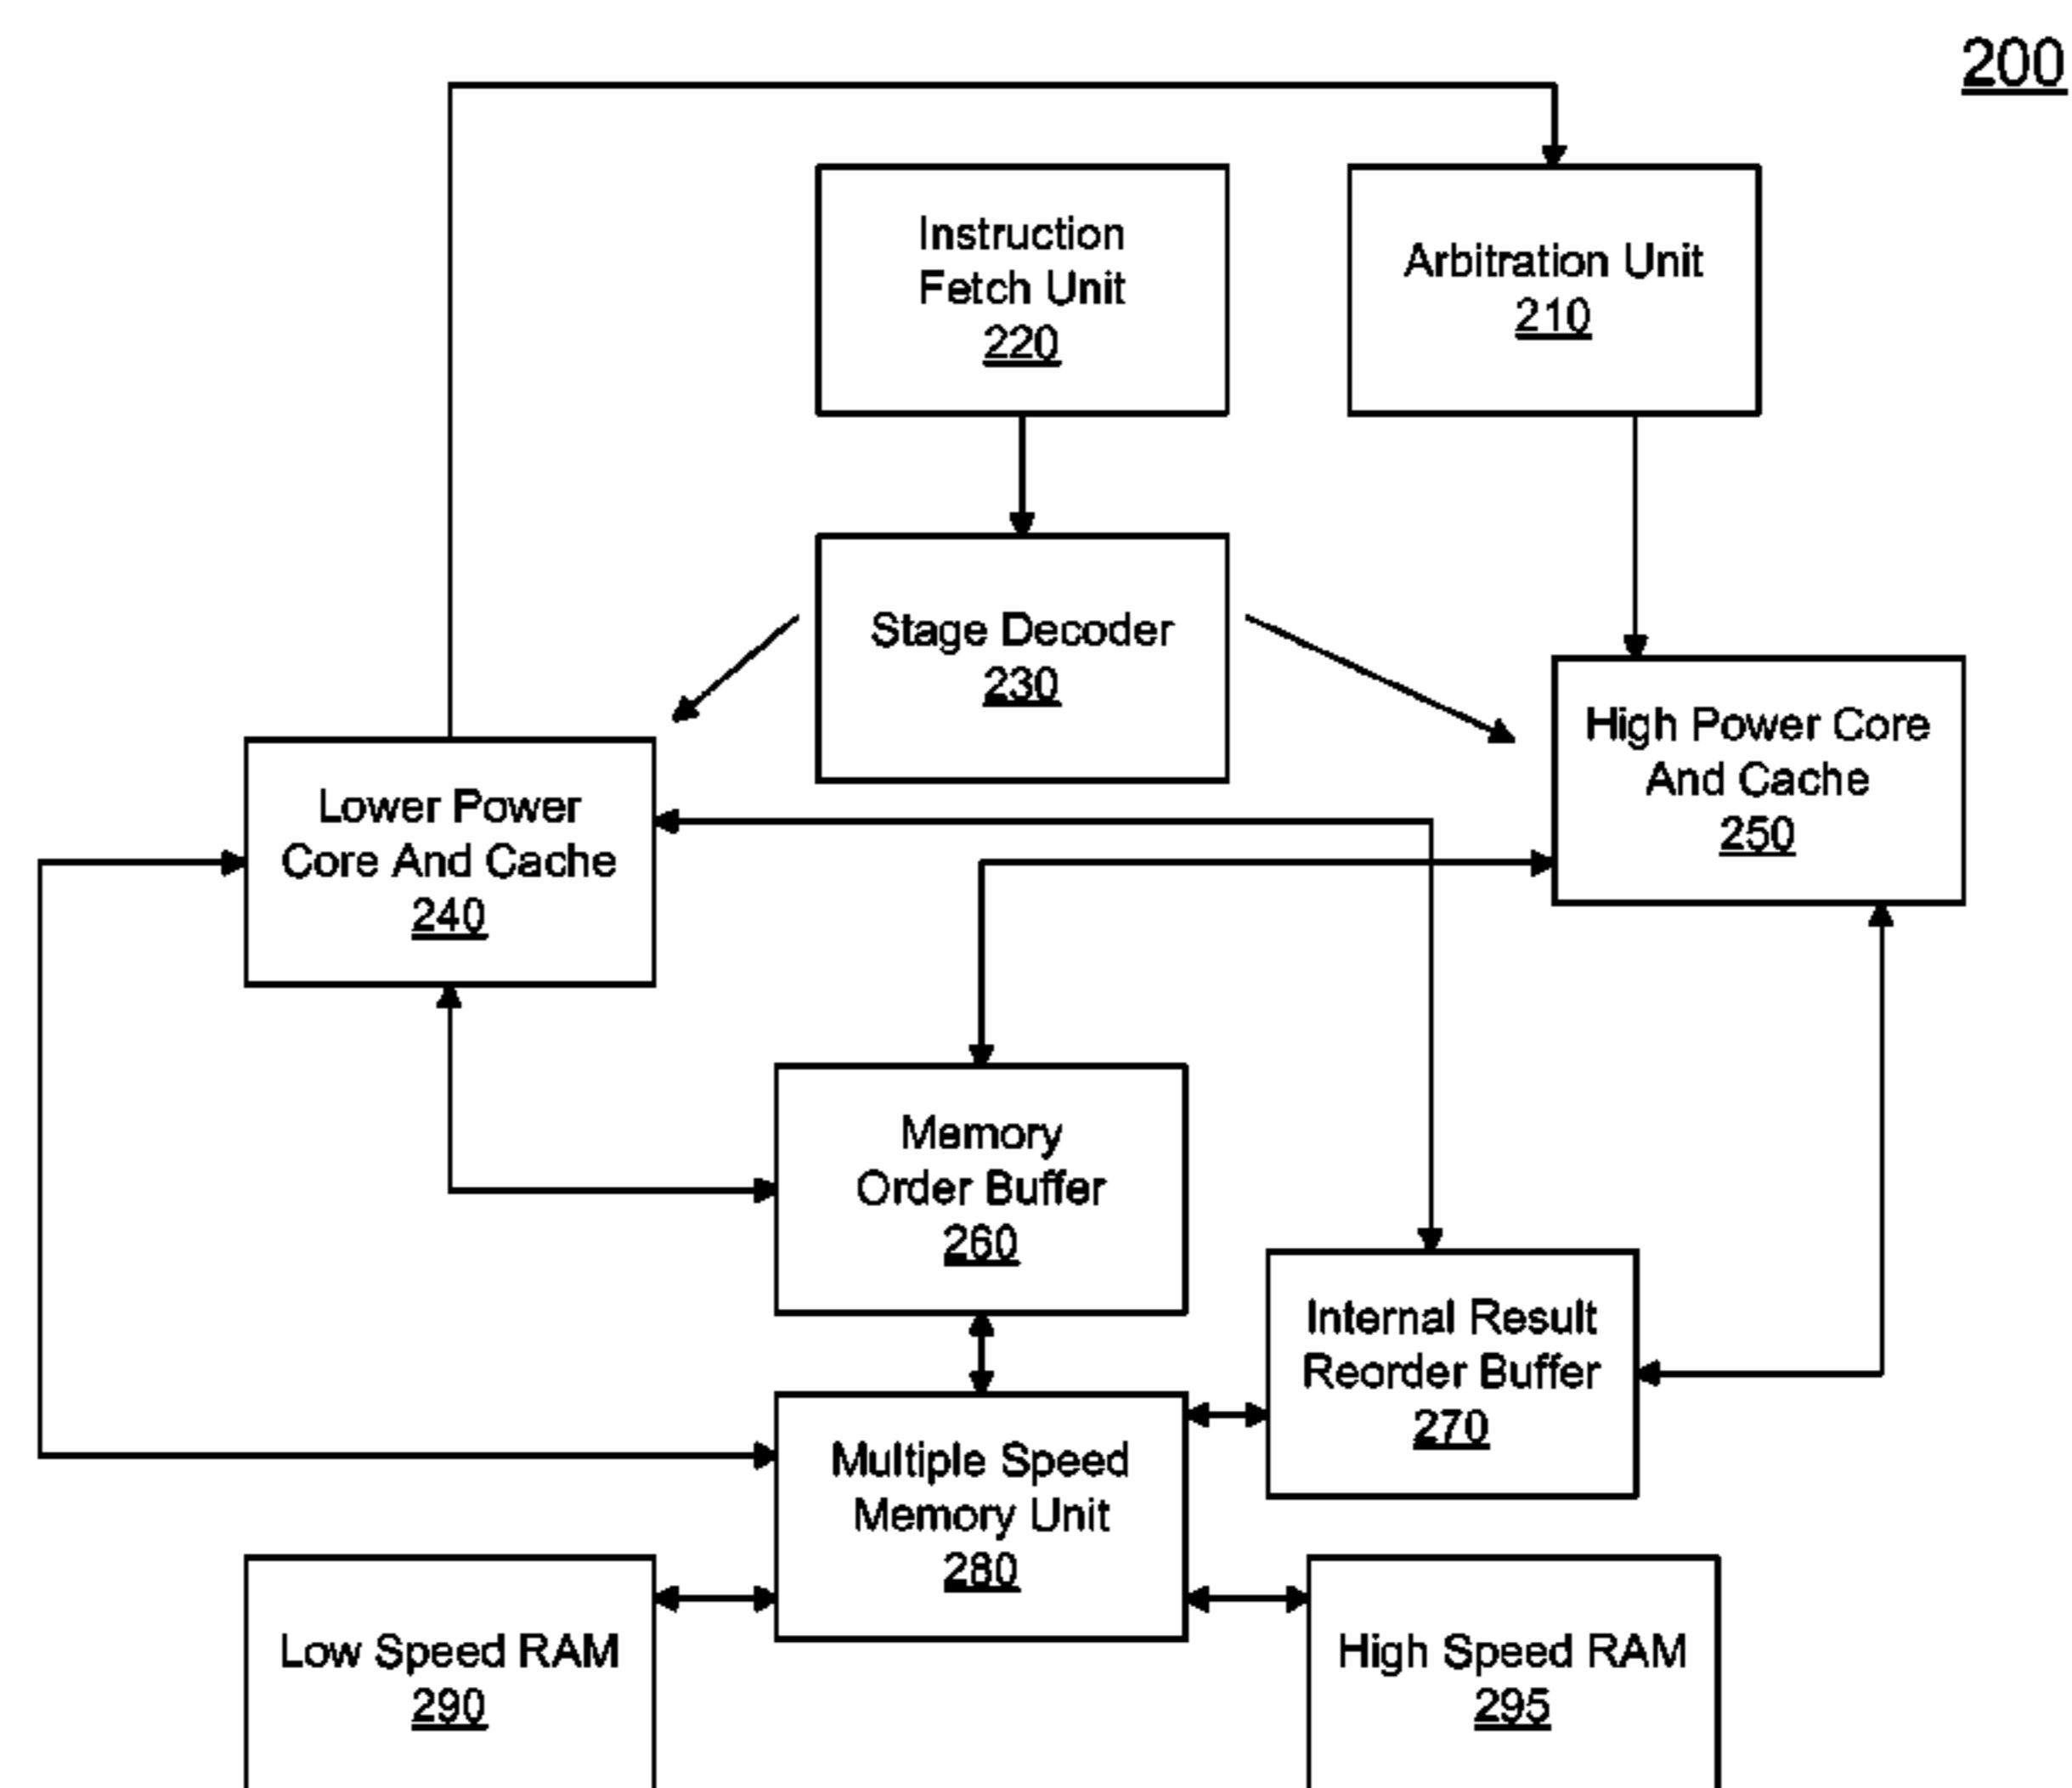 200
Instruction
Fetch Unit
220
Arbitration Unit
210
Stage Decoder
230
High Power Core
And Cache
250
Lower Power
Core And Cache
240
Memory
Order Buffer
260
Internal Result
Reorder Buffer
270
Multiple Speed
Memory Unit
280
Low Speed RAM
290
High Speed RAM
295